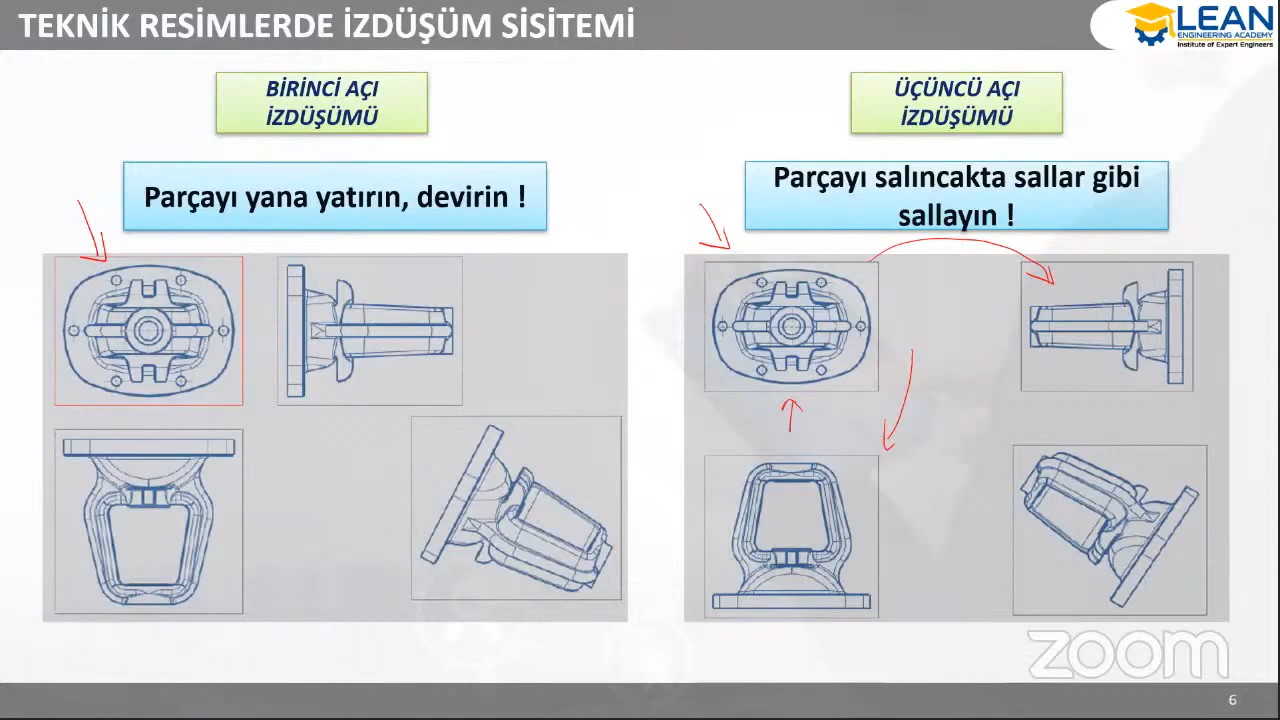 TEKNİK RESİMLERDE İZDÜŞÜM SİSİTEMİ
LEAN
ENGINEERING ACADEMY
Institute of Expert Engineers
BİRİNCİ AÇI
İZDÜŞÜMÜ
ÜÇÜNCÜ AÇI
İZDÜŞÜMÜ
Parçayı yana yatırın, devirin !
Parçayı salıncakta sallar gibi
sallayın !
zoom
6